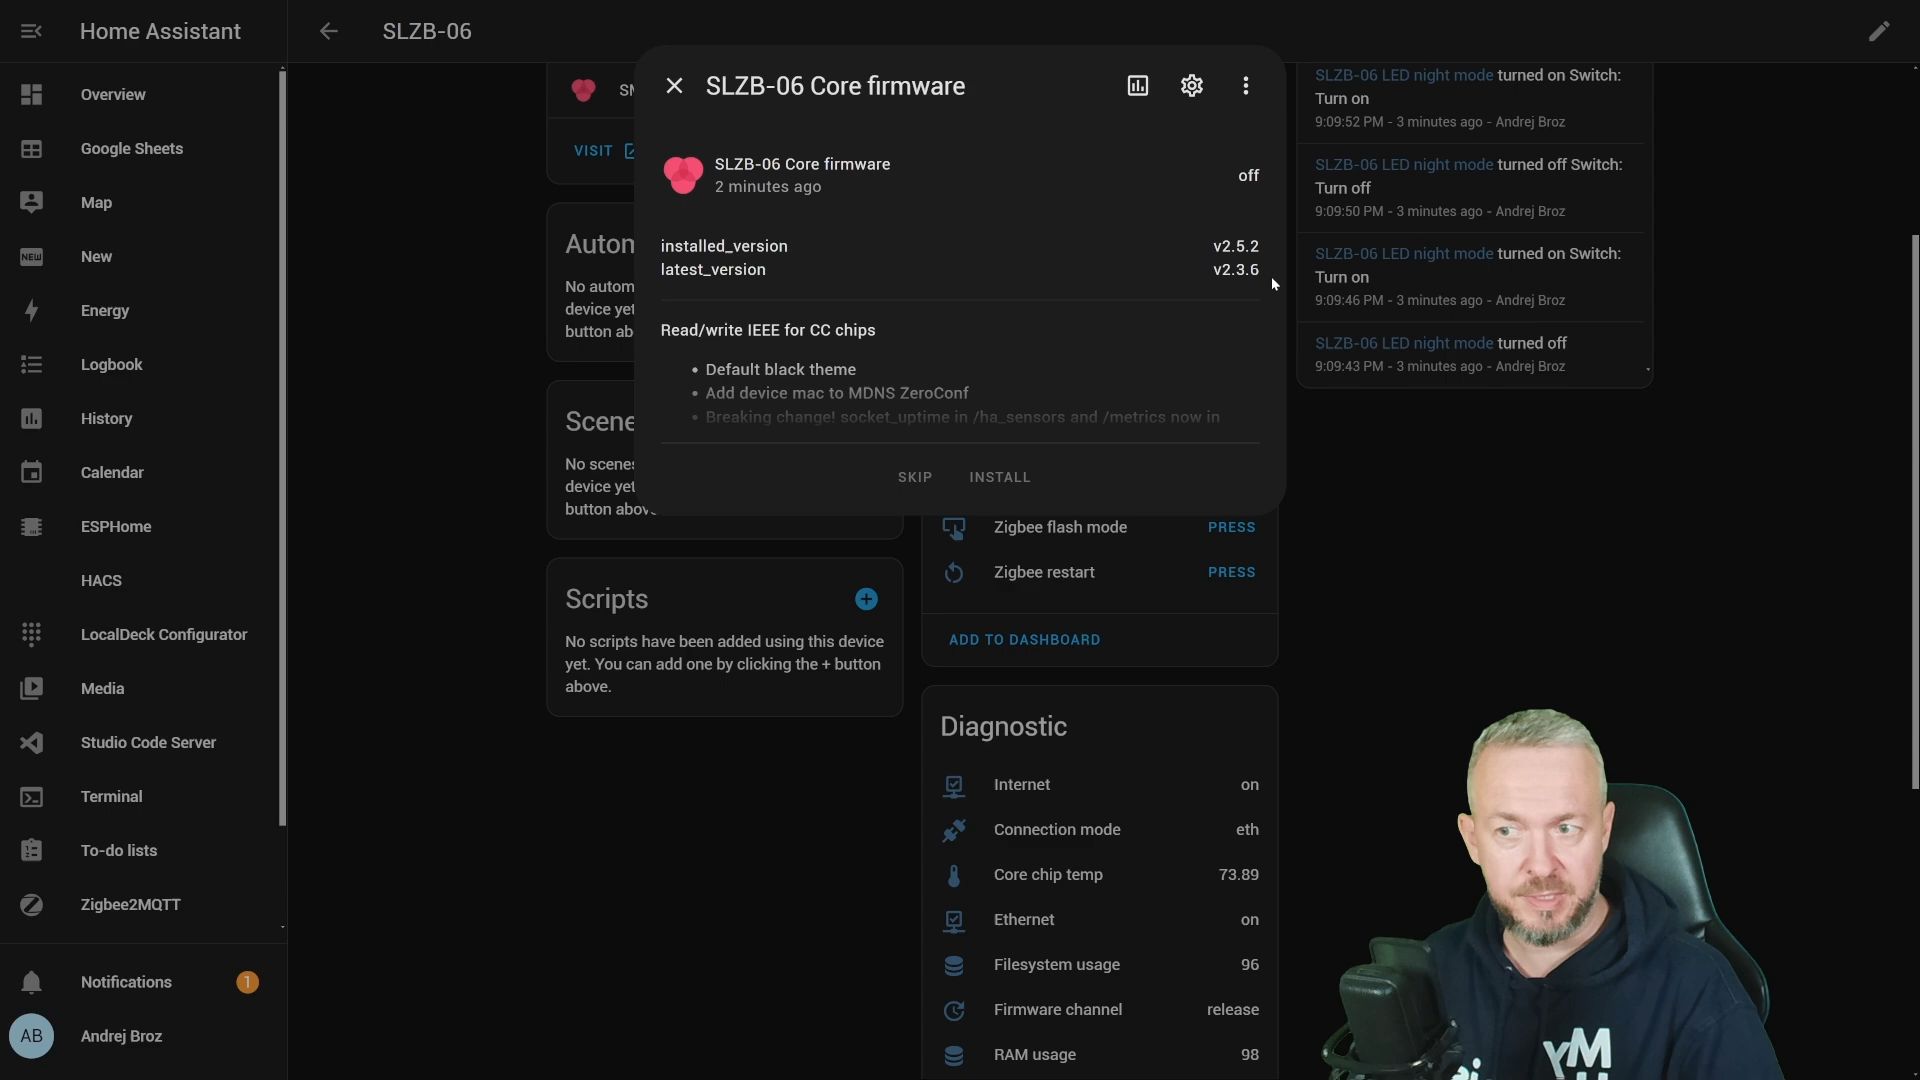 Home Assistant
Overview
Google Sheets
Map
NEW
New
Energy
Logbook
History
Calendar
ESPHome
HACS
LocalDeck Configurator
Media
Studio Code Server
Terminal
To-do lists
Zigbee2MQTT
Notifications
1
AB
Andrej Broz
SLZB-06
VISIT
No autom
device yet
button ab
Scene
No scenes
device yet
Scripts
No scripts have been added using this device
yet. You can add one by clicking the + button
above.
SLZB-06 Core firmware
SLZB-06 Core firmware
2 minutes ago
off
installed_version
v2.5.2
latest_version
v2.3.6
Read/write IEEE for CC chips
• Default black theme
• Add device mac to MDNS ZeroConf
• Breaking change! socket_uptime in /ha_sensors and /metrics now in
SKIP
INSTALL
Zigbee flash mode
PRESS
Zigbee restart
PRESS
ADD TO DASHBOARD
Diagnostic
Internet
on
Connection mode
eth
Core chip temp
73.89
Ethernet
on
Filesystem usage
96
Firmware channel
release
RAM usage
98
SLZB-06 LED night mode turned on Switch:
Turn on
9:09:52 PM - 3 minutes ago - Andrej Broz
SLZB-06 LED night mode turned off Switch:
Turn off
9:09:50 PM - 3 minutes ago - Andrej Broz
SLZB-06 LED night mode turned on Switch:
Turn on
9:09:46 PM - 3 minutes ago - Andrej Broz
SLZB-06 LED night mode turned off
9:09:43 PM - 3 minutes ago - Andrej Broz